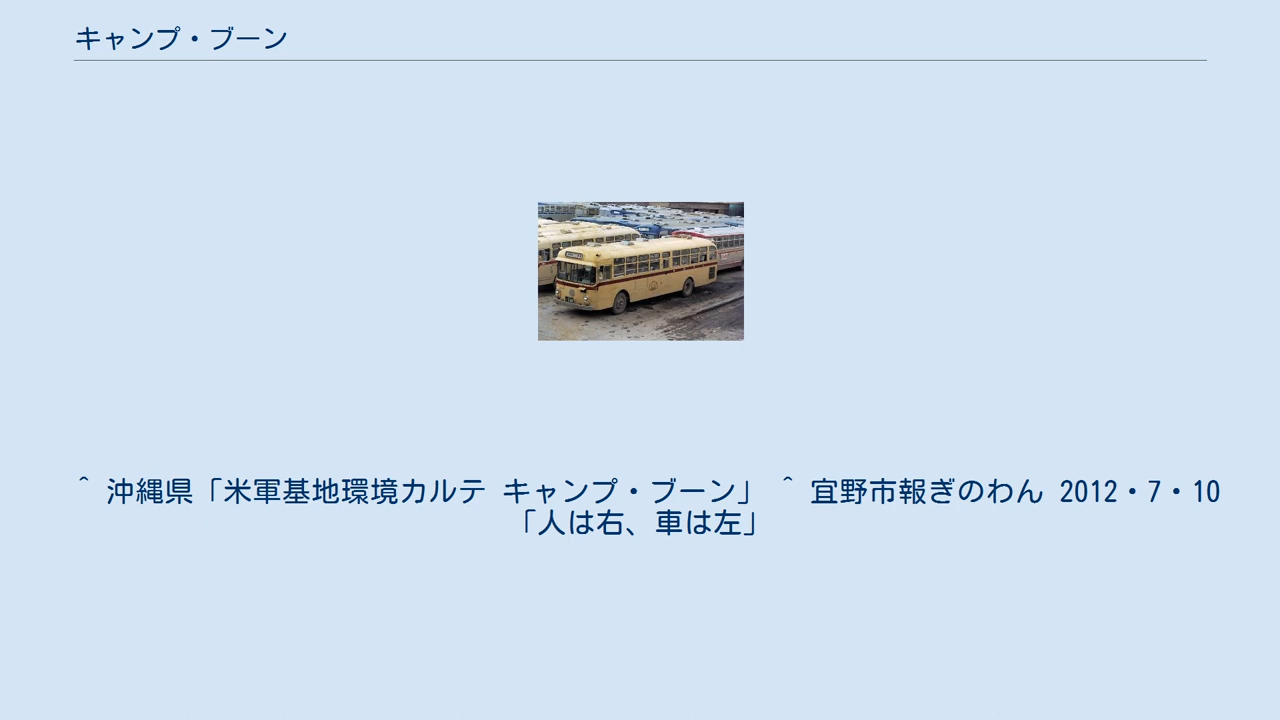 キャンプ・ブーン
^ 沖縄県「米軍基地環境カルテ キャンプ・ブーン」 ^ 宜野市報ぎのわん 2012・7・10
「人は右、車は左」